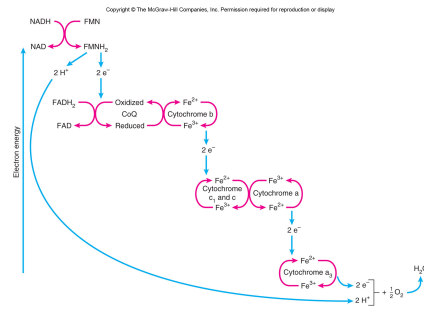 Copyright © The McGraw-Hill Companies, Inc. Permission required for reproduction or display
NADH FMN
NAD FMNH₂
2 H⁺ 2 e⁻
FADH₂ Oxidized Fe²⁺
CoQ Cytochrome b
FAD Reduced Fe³⁺
2 e⁻
Electron energy
Fe²⁺ Fe³⁺
Cytochrome c₁ and c Cytochrome a
Fe³⁺ Fe²⁺
2 e⁻
Fe²⁺
Cytochrome a₃
Fe³⁺
2 e⁻
2 H⁺
+ ½ O₂